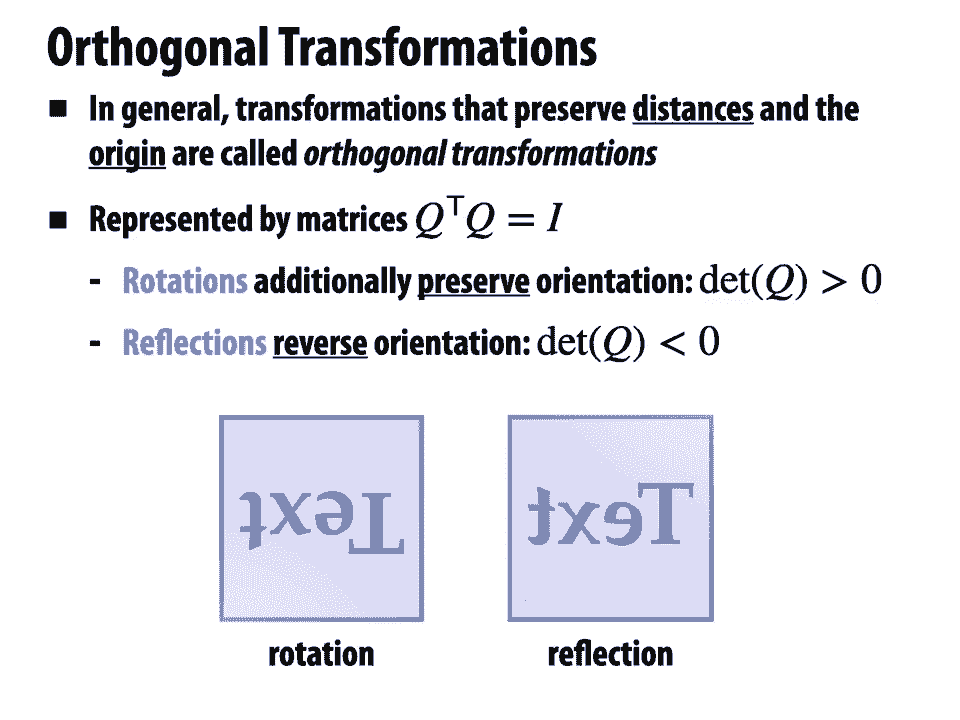 Orthogonal Transformations
■ In general, transformations that preserve distances and the
origin are called orthogonal transformations
■ Represented by matrices QᵀQ = I
- Rotations additionally preserve orientation: det(Q) > 0
- Reflections reverse orientation: det(Q) < 0
Text Text
rotation reflection